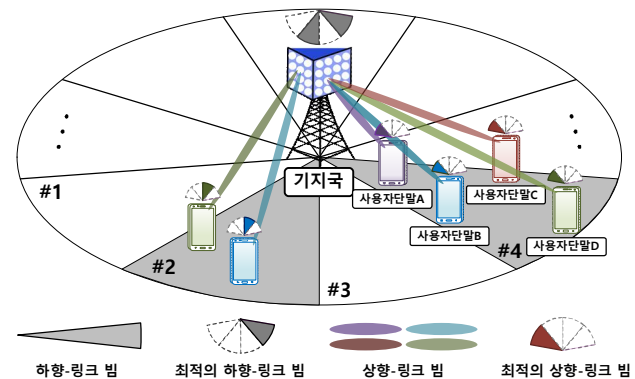 기지국
사용자단말A
사용자단말C
사용자단말B
사용자단말D
#1
#2
#3
#4
하향-링크 빔
최적의 하향-링크 빔
상향-링크 빔
최적의 상향-링크 빔